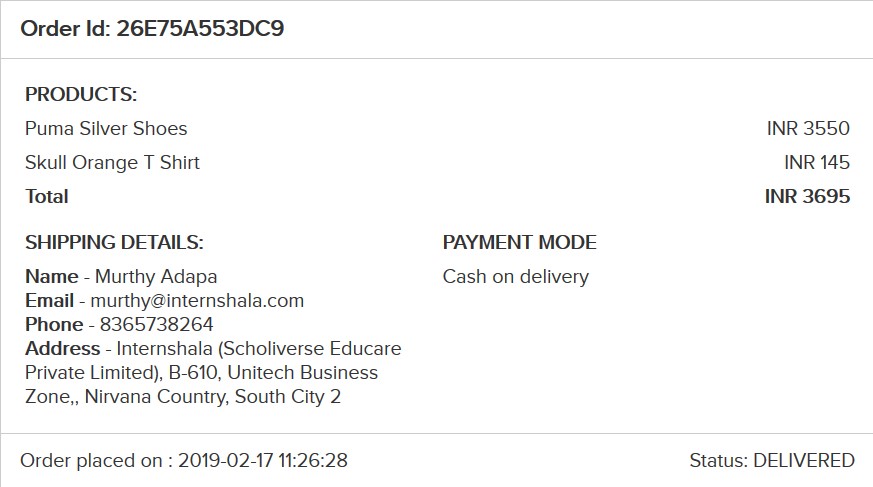 Order Id: 26E75A553DC9
PRODUCTS:
Puma Silver Shoes INR 3550
Skull Orange T Shirt INR 145
Total INR 3695
SHIPPING DETAILS:
Name - Murthy Adapa
Email - murthy@internshala.com
Phone - 8365738264
Address - Internshala (Scholiverse Educare
Private Limited), B-610, Unitech Business
Zone,, Nirvana Country, South City 2
PAYMENT MODE
Cash on delivery
Order placed on : 2019-02-17 11:26:28 Status: DELIVERED